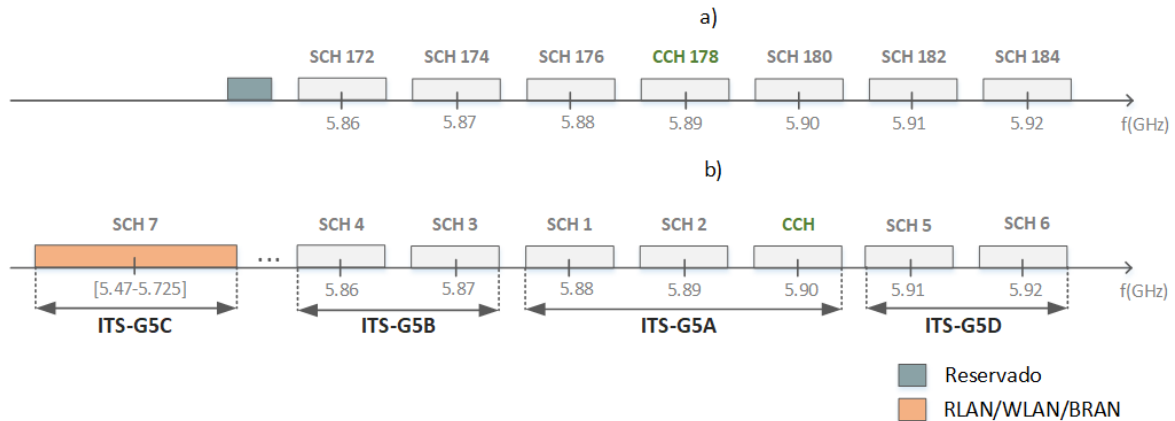 a)
SCH 172 SCH 174 SCH 176 CCH 178 SCH 180 SCH 182 SCH 184
5.86 5.87 5.88 5.89 5.90 5.91 5.92 f(GHz)
b)
SCH 7 SCH 4 SCH 3 SCH 1 SCH 2 CCH SCH 5 SCH 6
...
[5.47-5.725] 5.86 5.87 5.88 5.89 5.90 5.91 5.92 f(GHz)
ITS-G5C ITS-G5B ITS-G5A ITS-G5D
Reservado
RLAN/WLAN/BRAN